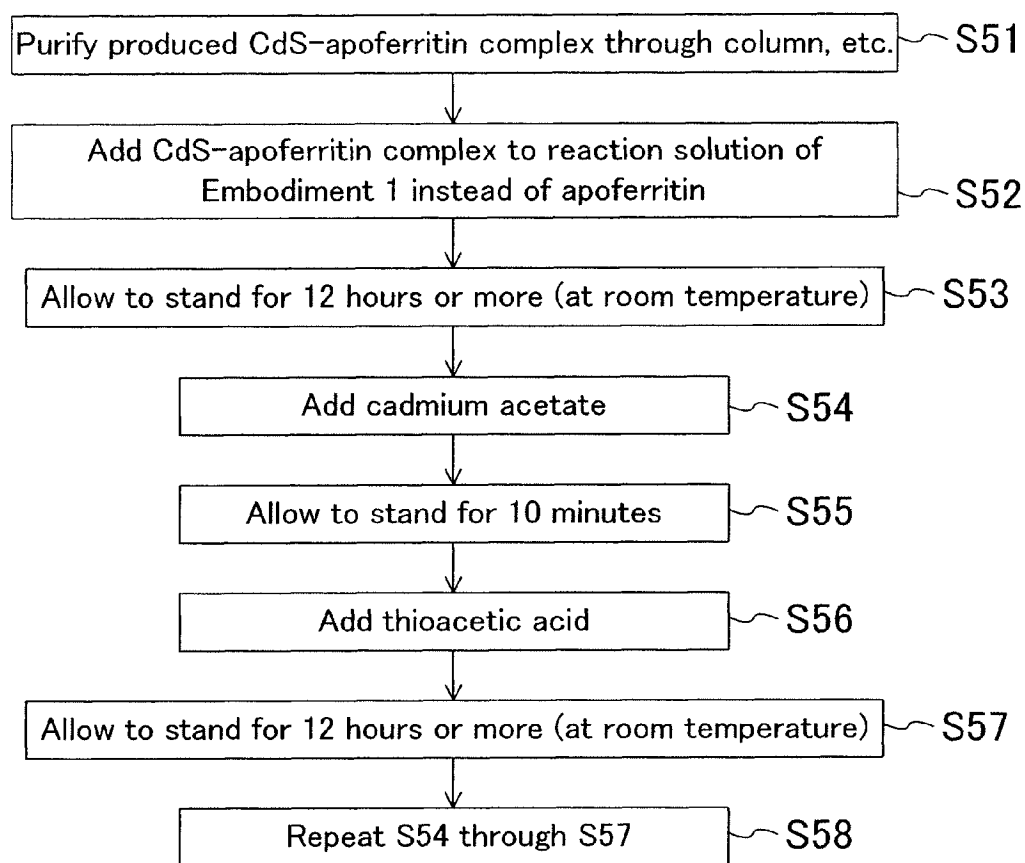 Purify produced CdS-apoferritin complex through column, etc. S51
Add CdS-apoferritin complex to reaction solution of
Embodiment 1 instead of apoferritin S52
Allow to stand for 12 hours or more (at room temperature) S53
Add cadmium acetate S54
Allow to stand for 10 minutes S55
Add thioacetic acid S56
Allow to stand for 12 hours or more (at room temperature) S57
Repeat S54 through S57 S58